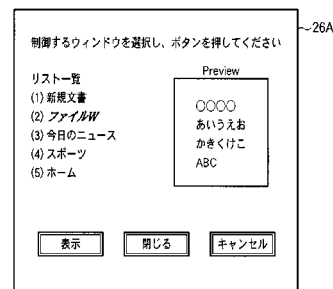 26A
制御するウィンドウを選択し、ボタンを押してください
リスト一覧
(1) 新規文書
(2) ファイルW
(3) 今日のニュース
(4) スポーツ
(5) ホーム
Preview
○○○○
あいうえお
かきくけこ
ABC
表示
閉じる
キャンセル